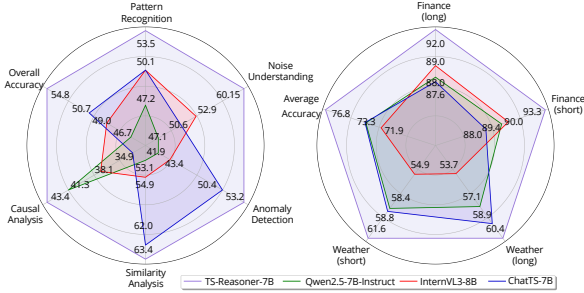 Pattern
Recognition
53.5
50.1
47.2
Noise
Understanding
60.15
52.9
50.6
47.1
Overall
Accuracy
54.8
50.7
49.0
46.7
41.9
43.4
50.4
53.2
Anomaly
Detection
34.9
38.1
41.3
43.4
Causal
Analysis
53.1
54.9
62.0
63.4
Similarity
Analysis
Finance
(long)
92.0
89.0
88.0
87.6
Finance
(short)
93.3
90.0
89.4
88.0
Average
Accuracy
76.8
73.3
71.9
54.9
58.4
58.8
61.6
Weather
(short)
53.7
57.1
58.9
60.4
Weather
(long)
TS-Reasoner-7B
Qwen2.5-7B-Instruct
InternVL3-8B
ChatTS-7B